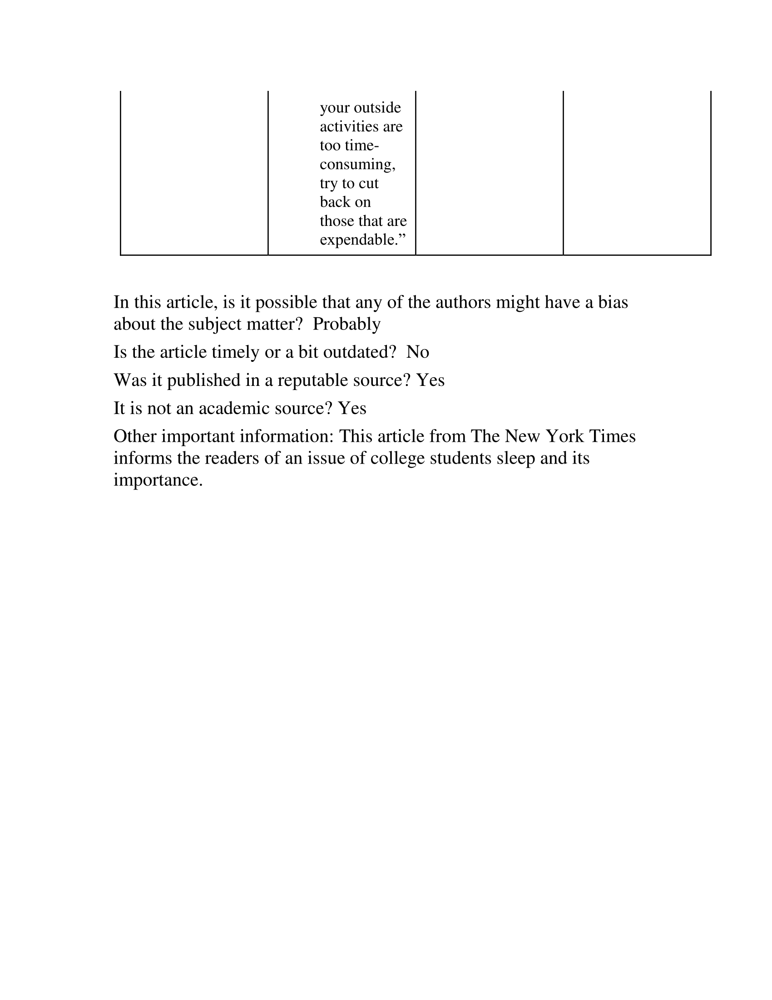 your outside
activities are
too time-
consuming,
try to cut
back on
those that are
expendable.”
In this article, is it possible that any of the authors might have a bias
about the subject matter?  Probably
Is the article timely or a bit outdated?  No
Was it published in a reputable source? Yes
It is not an academic source? Yes
Other important information: This article from The New York Times
informs the readers of an issue of college students sleep and its
importance.